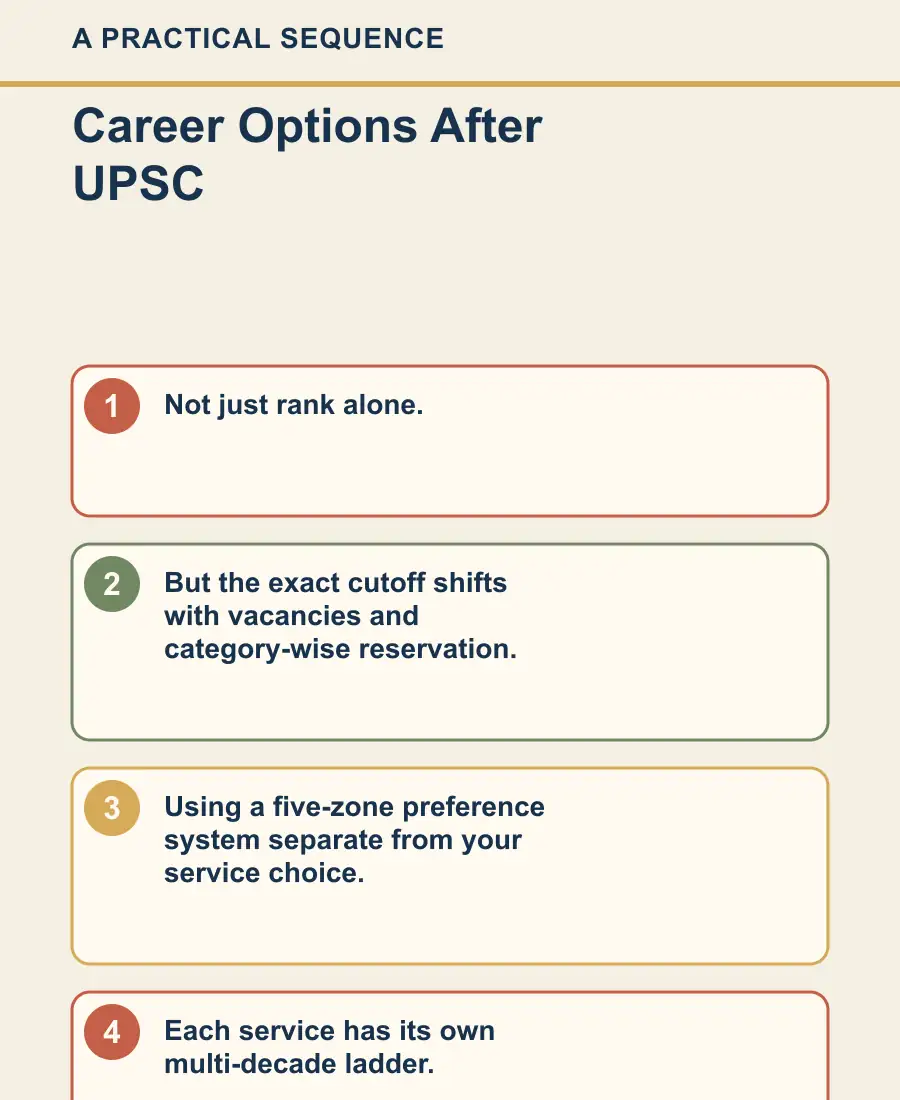 A PRACTICAL SEQUENCE
Career Options After
UPSC
1
Not just rank alone.
2
But the exact cutoff shifts
with vacancies and
category-wise reservation.
3
Using a five-zone preference
system separate from your
service choice.
4
Each service has its own
multi-decade ladder.